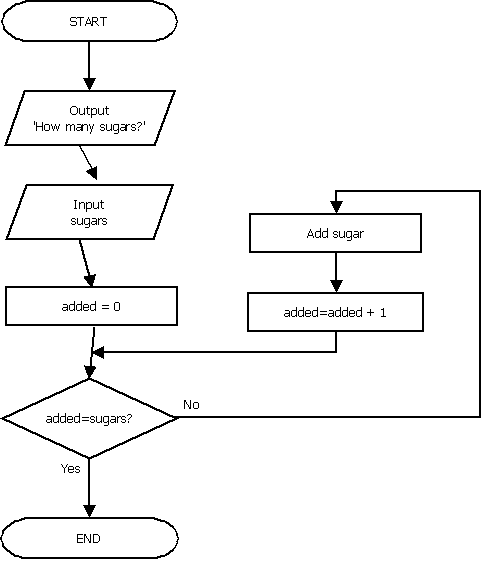 START
Output
'How many sugars?'
Input
sugars
Add sugar
added = 0
added=added + 1
added=sugars?
No
Yes
END